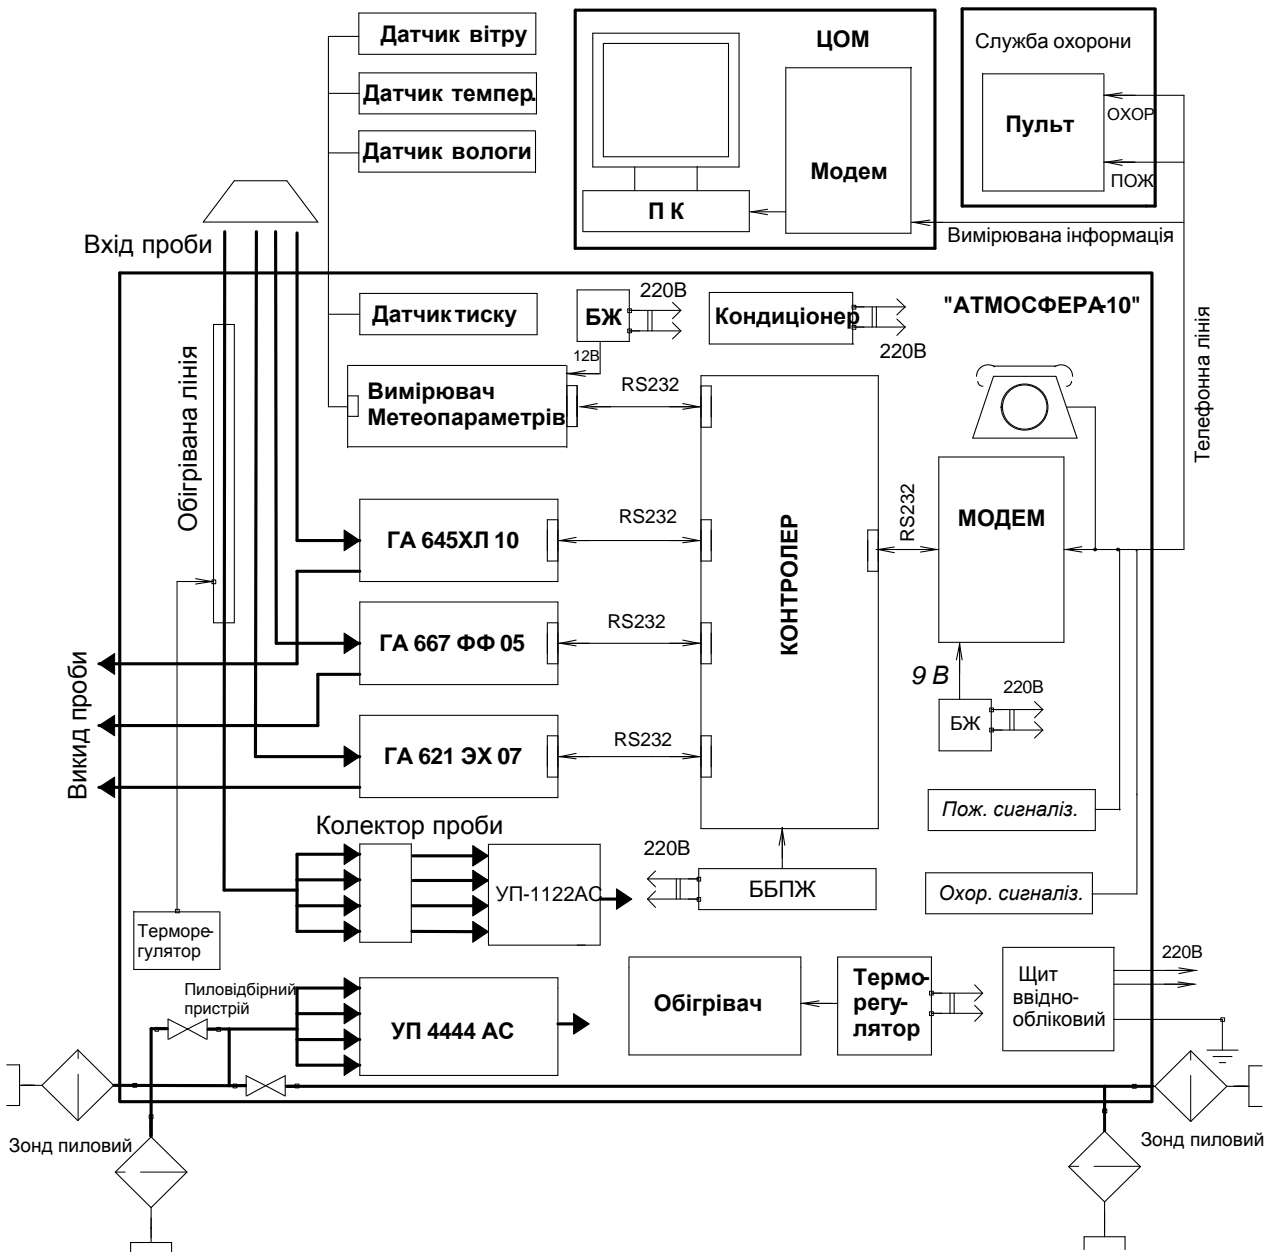 Датчик вітру
ЦОМ
Служба охорони
Датчик темпер.
Пульт
ОХОР
Датчик вологи
Модем
ПОЖ
П К
Вхід проби
Вимірювана інформація
220В
"АТМОСФЕРА-10"
Датчик тиску
БЖ
Кондиціонер
220В
12В
Обігрівана лінія
Вимірювач
Метеопараметрів
RS232
Телефонна лінія
ГА 645ХЛ 10
RS232
КОНТРОЛЕР
RS232
МОДЕМ
ГА 667 ФФ 05
RS232
Викид проби
9 В
220В
БЖ
ГА 621 ЭХ 07
RS232
Пож. сигналіз.
Колектор проби
220В
УП-1122АС
ББПЖ
Охор. сигналіз.
Терморе-
гулятор
220В
Пиловідбірний
пристрій
УП 4444 АС
Обігрівач
Термо-
регу-
лятор
Щит
ввідно-
обліковий
Зонд пиловий
Зонд пиловий